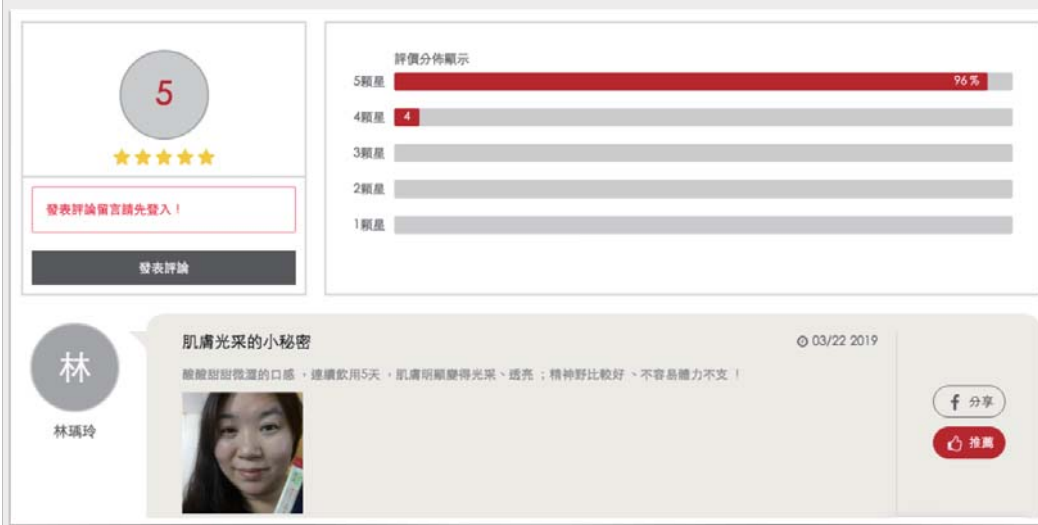 5
發表評論留言請先登入！
發表評論
評價分佈顯示
5顆星 96%
4顆星 4
3顆星
2顆星
1顆星
林
林瑀玲
肌膚光采的小秘密
03/22 2019
酸酸甜甜微澀的口感，連續飲用5天，肌膚明顯變得光采、透亮；精神野比較好、不容易體力不支！
分享
推薦